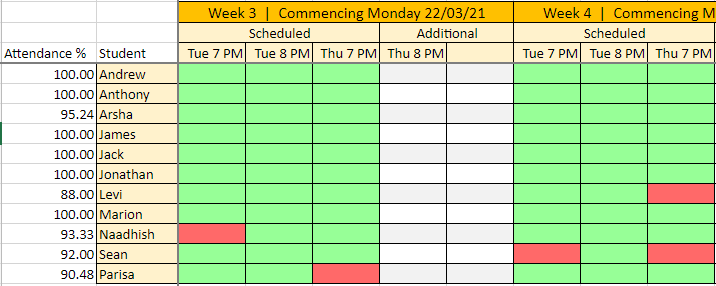 Week 3 | Commencing Monday 22/03/21 Week 4 | Commencing M
Scheduled Additional Scheduled
Attendance % Student Tue 7 PM Tue 8 PM Thu 7 PM Thu 8 PM Tue 7 PM Tue 8 PM Thu 7 PM
100.00 Andrew
100.00 Anthony
95.24 Arsha
100.00 James
100.00 Jack
100.00 Jonathan
88.00 Levi
100.00 Marion
93.33 Naadhish
92.00 Sean
90.48 Parisa